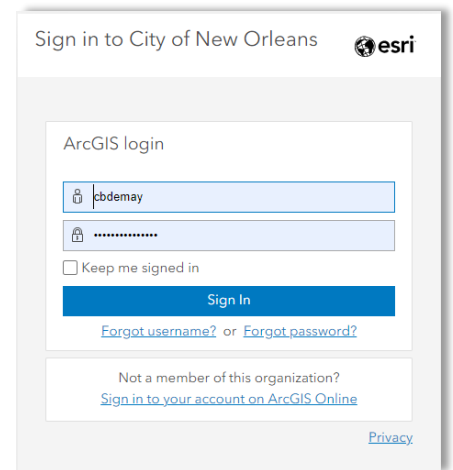 Sign in to City of New Orleans esri
ArcGIS login
cbdemay
•••••••••••••••
Keep me signed in
Sign In
Forgot username? or Forgot password?
Not a member of this organization?
Sign in to your account on ArcGIS Online
Privacy